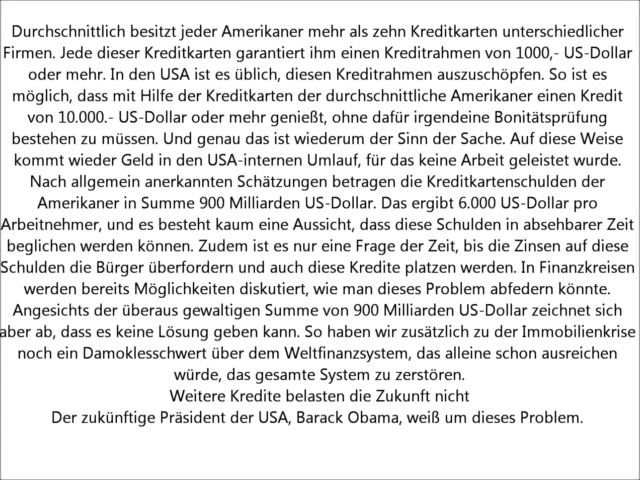 Durchschnittlich besitzt jeder Amerikaner mehr als zehn Kreditkarten unterschiedlicher
Firmen. Jede dieser Kreditkarten garantiert ihm einen Kreditrahmen von 1000,- US-Dollar
oder mehr. In den USA ist es üblich, diesen Kreditrahmen auszuschöpfen. So ist es
möglich, dass mit Hilfe der Kreditkarten der durchschnittliche Amerikaner einen Kredit
von 10.000.- US-Dollar oder mehr genießt, ohne dafür irgendeine Bonitätsprüfung
bestehen zu müssen. Und genau das ist wiederum der Sinn der Sache. Auf diese Weise
kommt wieder Geld in den USA-internen Umlauf, für das keine Arbeit geleistet wurde.
Nach allgemein anerkannten Schätzungen betragen die Kreditkartenschulden der
Amerikaner in Summe 900 Milliarden US-Dollar. Das ergibt 6.000 US-Dollar pro
Arbeitnehmer, und es besteht kaum eine Aussicht, dass diese Schulden in absehbarer Zeit
beglichen werden können. Zudem ist es nur eine Frage der Zeit, bis die Zinsen auf diese
Schulden die Bürger überfordern und auch diese Kredite platzen werden. In Finanzkreisen
werden bereits Möglichkeiten diskutiert, wie man dieses Problem abfedern könnte.
Angesichts der überaus gewaltigen Summe von 900 Milliarden US-Dollar zeichnet sich
aber ab, dass es keine Lösung geben kann. So haben wir zusätzlich zu der Immobilienkrise
noch ein Damoklesschwert über dem Weltfinanzsystem, das alleine schon ausreichen
würde, das gesamte System zu zerstören.
Weitere Kredite belasten die Zukunft nicht
Der zukünftige Präsident der USA, Barack Obama, weiß um dieses Problem.